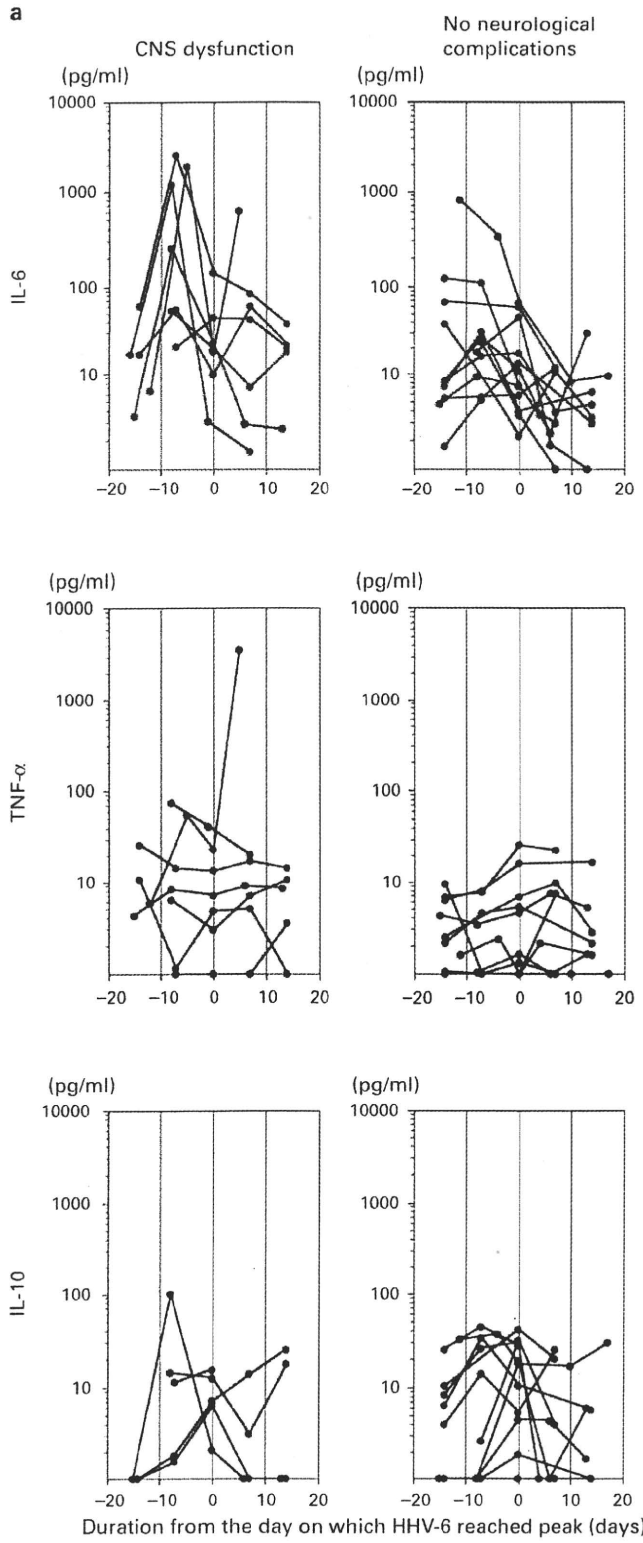 a
CNS dysfunction
No neurological
complications
(pg/ml)
(pg/ml)
IL-6
10000
1000
100
10
−20 −10 0 10 20
10000
1000
100
10
−20 −10 0 10 20
(pg/ml)
(pg/ml)
TNF-α
10000
1000
100
10
−20 −10 0 10 20
10000
1000
100
10
−20 −10 0 10 20
(pg/ml)
(pg/ml)
IL-10
10000
1000
100
10
−20 −10 0 10 20
10000
1000
100
10
−20 −10 0 10 20
Duration from the day on which HHV-6 reached peak (days)